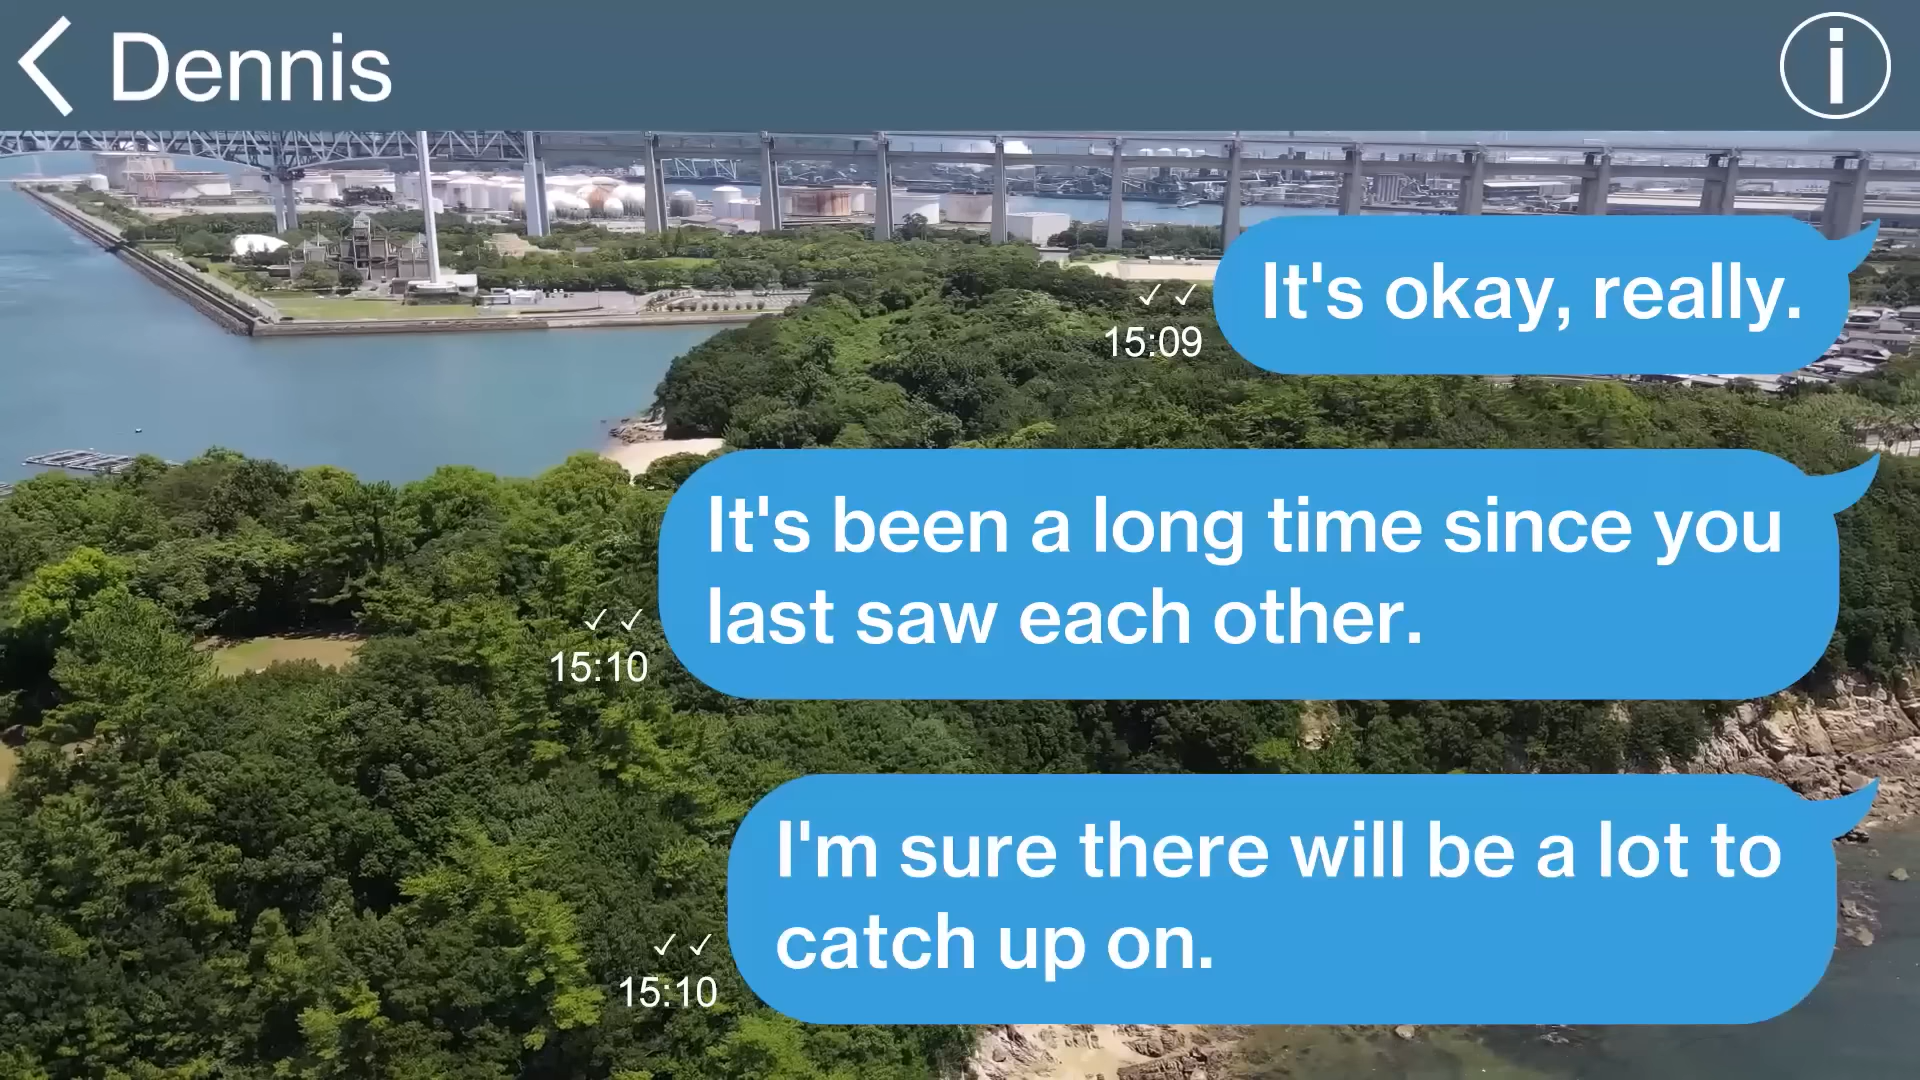 Dennis
It's okay, really.
15:09
It's been a long time since you
last saw each other.
15:10
I'm sure there will be a lot to
catch up on.
15:10